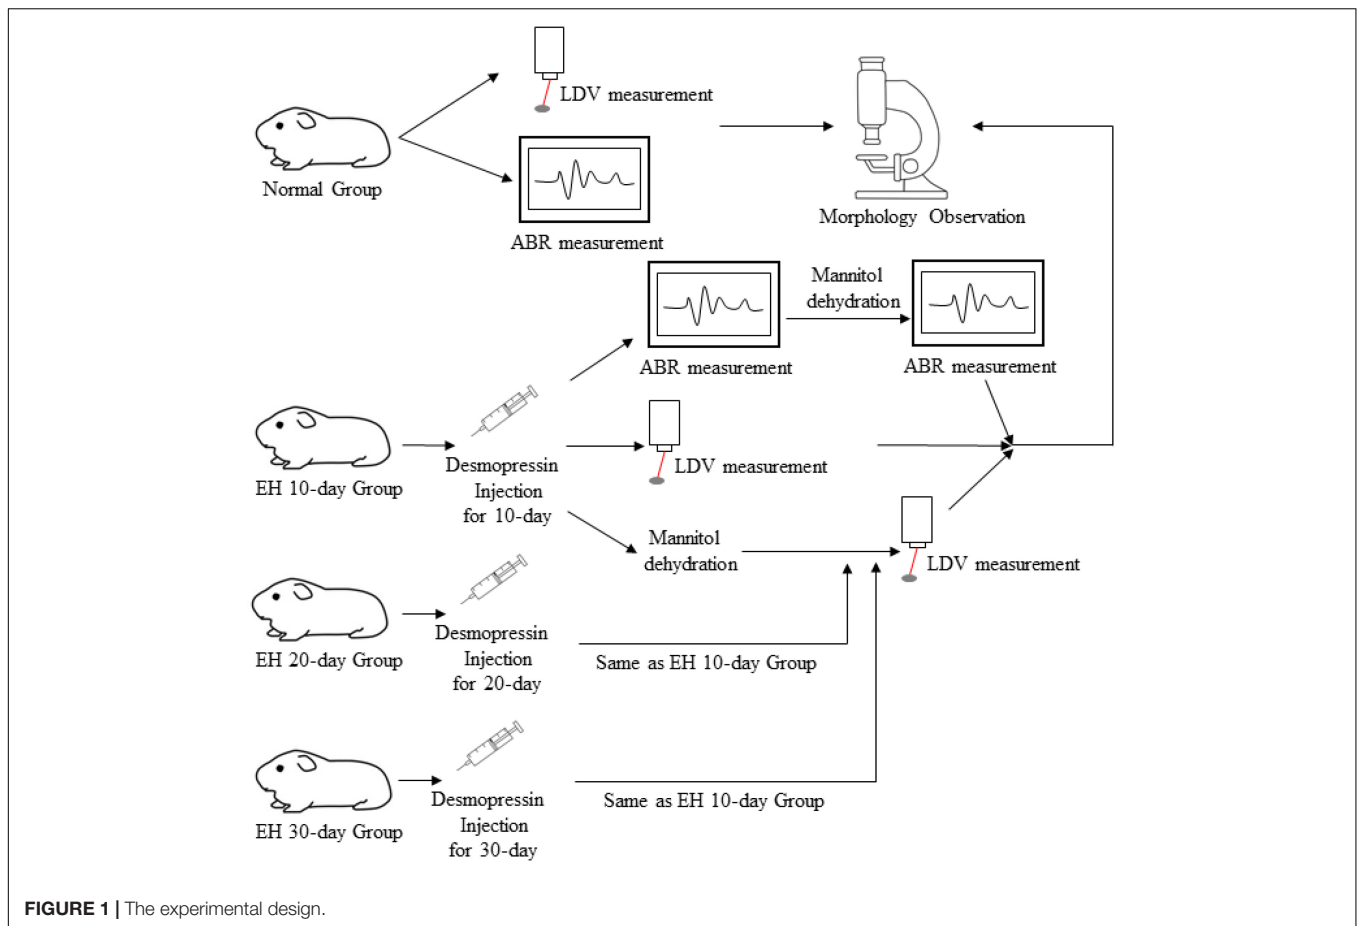 LDV measurement
Normal Group
ABR measurement
Morphology Observation
Mannitol
dehydration
ABR measurement
ABR measurement
EH 10-day Group
Desmopressin
Injection
for 10-day
LDV measurement
Mannitol
dehydration
LDV measurement
EH 20-day Group
Desmopressin
Injection
for 20-day
Same as EH 10-day Group
EH 30-day Group
Desmopressin
Injection
for 30-day
Same as EH 10-day Group
FIGURE 1 | The experimental design.